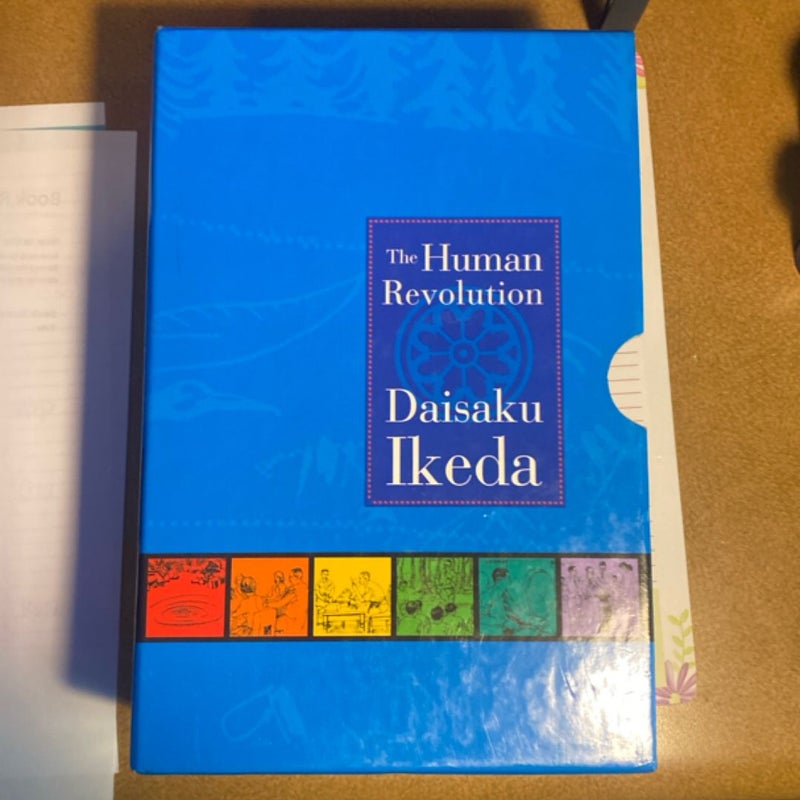 The Human
Revolution
Daisaku
Ikeda